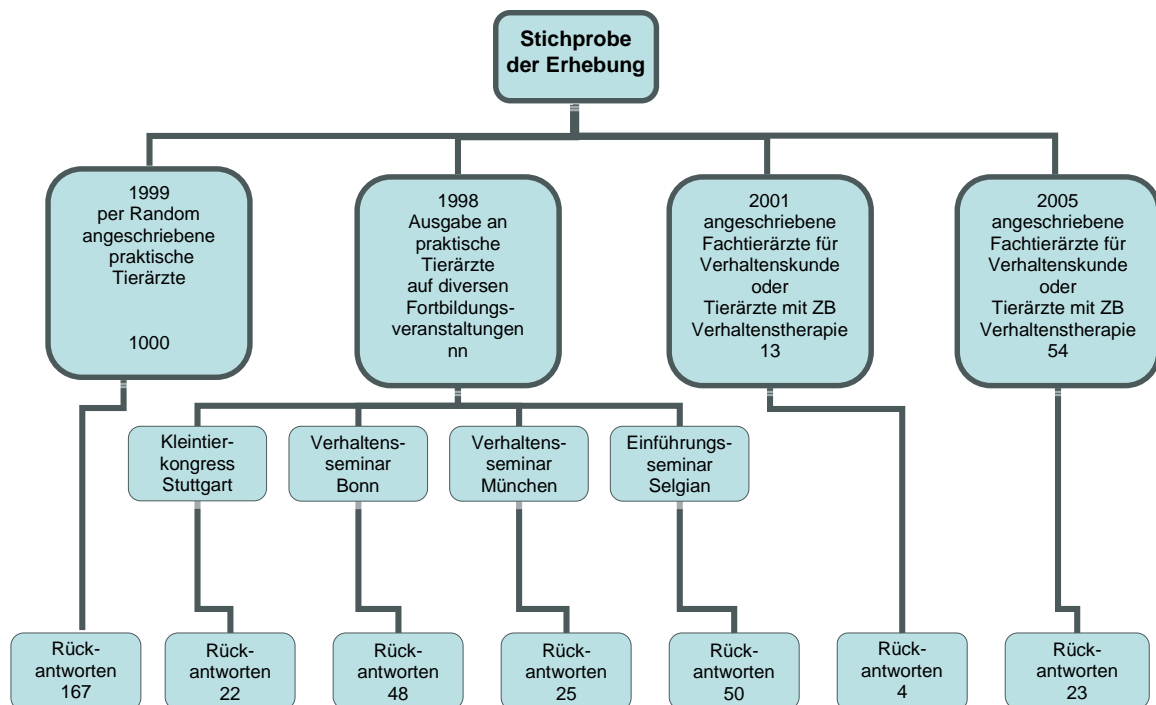 Stichprobe
der Erhebung
1999
per Random
angeschriebene
praktische
Tierärzte
1000
1998
Ausgabe an
praktische
Tierärzte
auf diversen
Fortbildungs-
veranstaltungen
nn
2001
angeschriebene
Fachtierärzte für
Verhaltenskunde
oder
Tierärzte mit ZB
Verhaltenstherapie
13
2005
angeschriebene
Fachtierärzte für
Verhaltenskunde
oder
Tierärzte mit ZB
Verhaltenstherapie
54
Kleintier-
kongress
Stuttgart
Verhaltens-
seminar
Bonn
Verhaltens-
seminar
München
Einführungs-
seminar
Selgian
Rück-
antworten
167
Rück-
antworten
22
Rück-
antworten
48
Rück-
antworten
25
Rück-
antworten
50
Rück-
antworten
4
Rück-
antworten
23